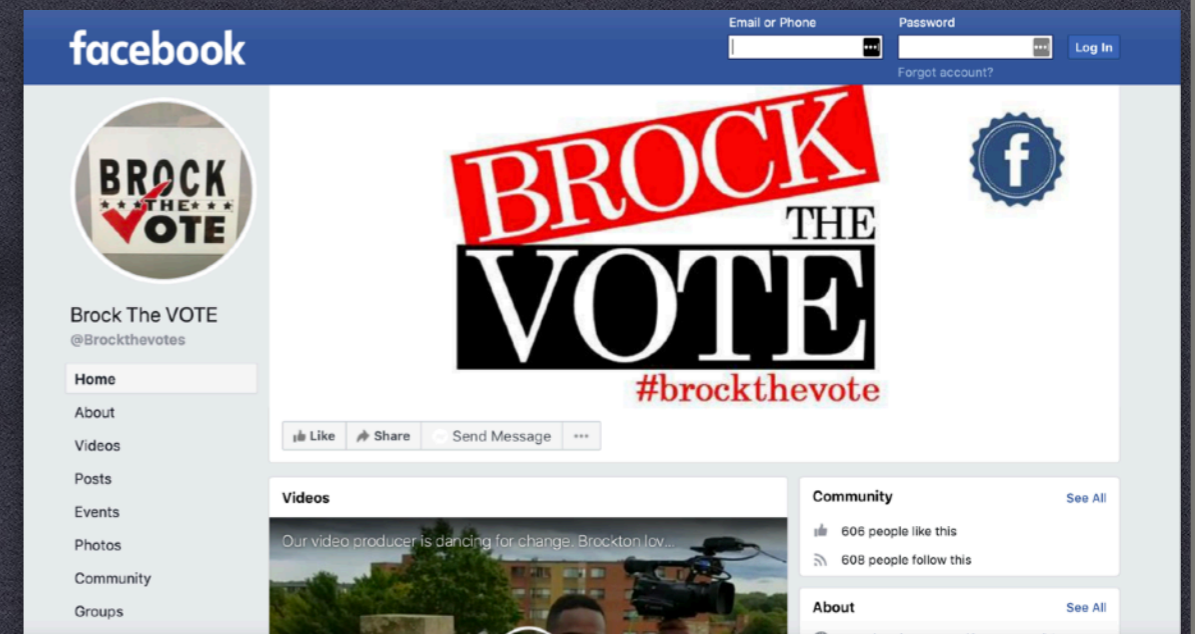 facebook
Email or Phone
Password
Log In
Forgot account?
BROCK
THE
VOTE
Brock The VOTE
@Brockthevotes
Home
About
Videos
Posts
Events
Photos
Community
Groups
BROCK
THE
VOTE
#brockthevote
f
Like
Share
Send Message
Videos
Our video producer is dancing for change. Brockton lov...
Community
See All
606 people like this
608 people follow this
About
See All